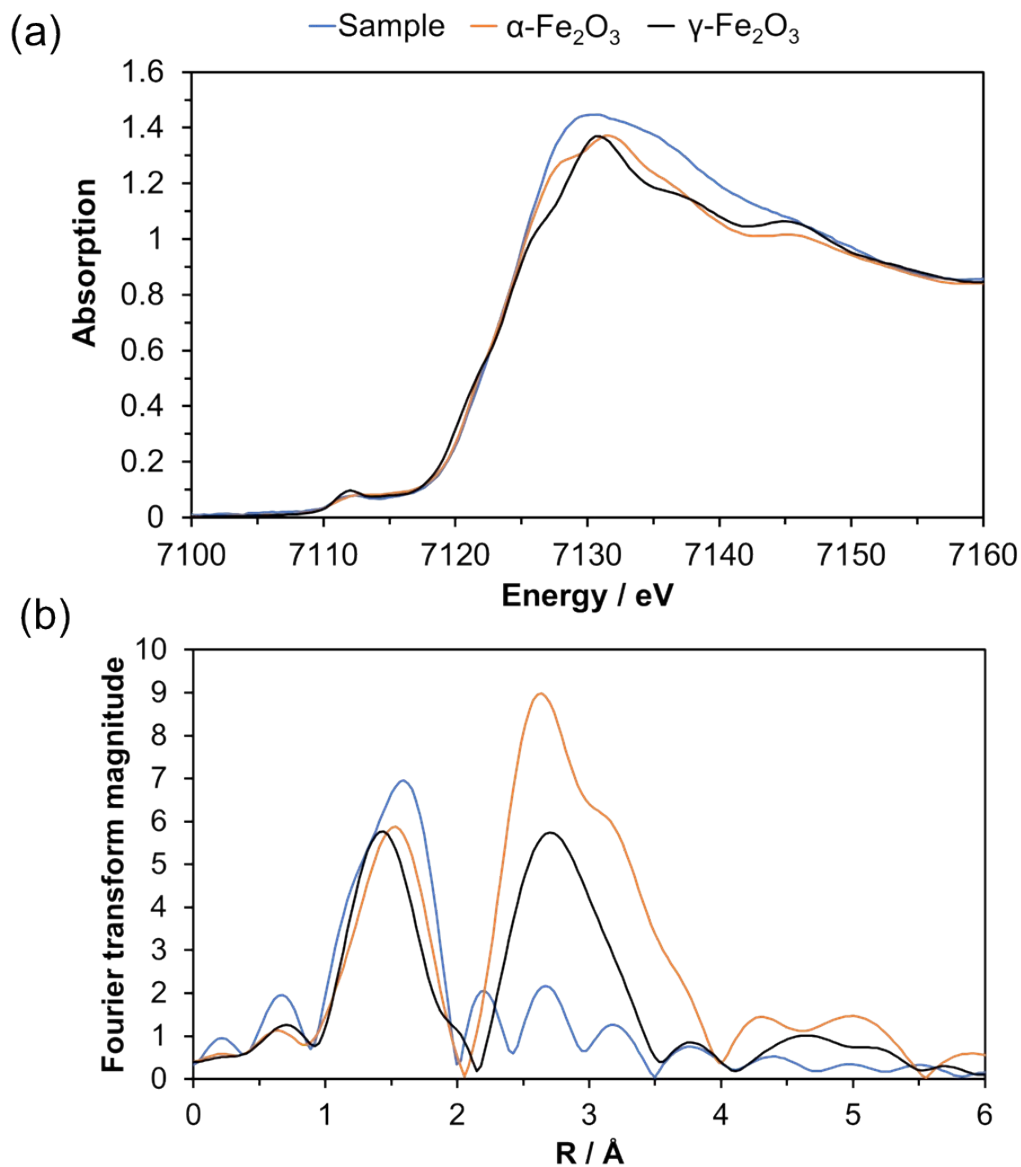 (a)
Sample α-Fe₂O₃ γ-Fe₂O₃
1.6
1.4
1.2
1
0.8
0.6
0.4
0.2
0
Absorption
7100 7110 7120 7130 7140 7150 7160
Energy / eV
(b)
10
9
8
7
6
5
4
3
2
1
0
Fourier transform magnitude
0 1 2 3 4 5 6
R / Å